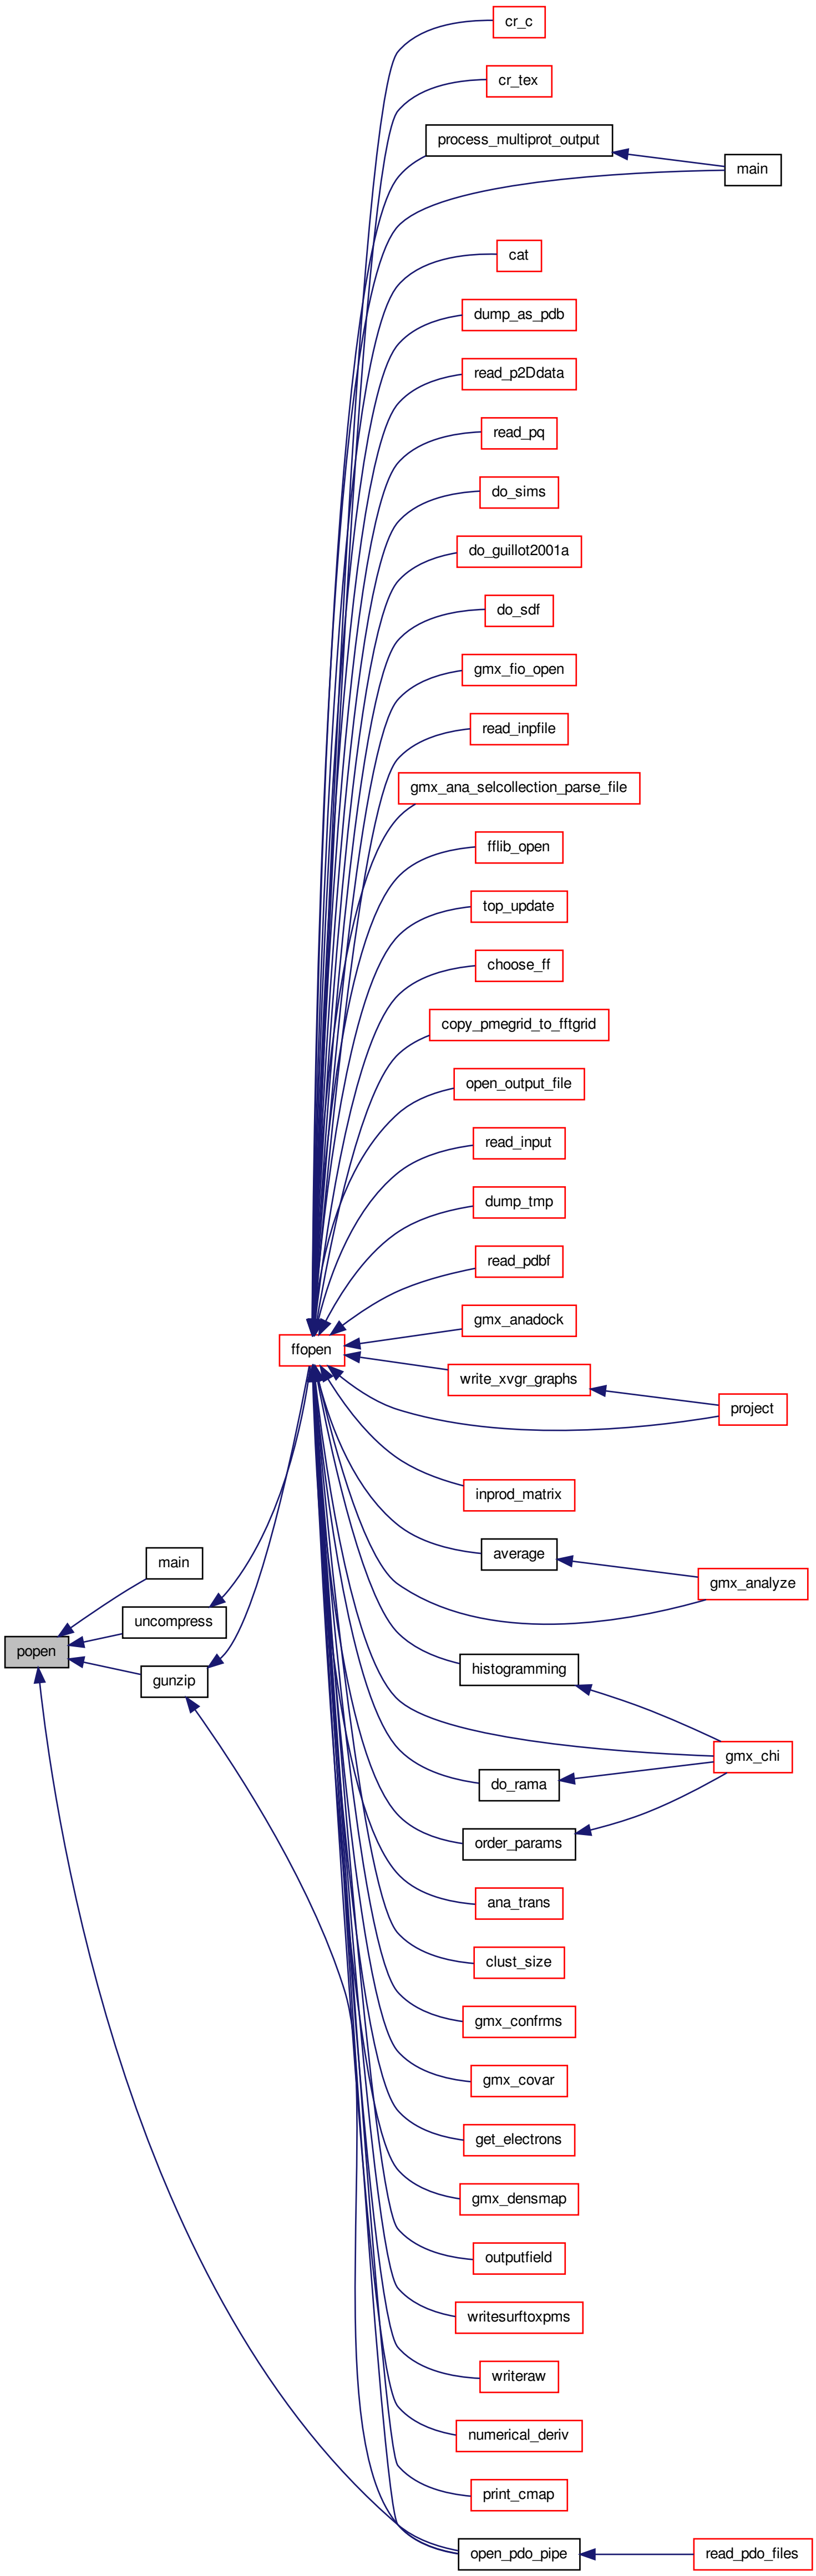 cr_c
cr_tex
process_multiprot_output
main
cat
dump_as_pdb
read_p2Ddata
read_pq
do_sims
do_guillot2001a
do_sdf
gmx_fio_open
read_inpfile
gmx_ana_selcollection_parse_file
fflib_open
top_update
choose_ff
copy_pmegrid_to_fftgrid
open_output_file
read_input
dump_tmp
read_pdbf
gmx_anadock
ffopen
write_xvgr_graphs
project
inprod_matrix
average
main
gmx_analyze
uncompress
popen
histogramming
gunzip
gmx_chi
do_rama
order_params
ana_trans
clust_size
gmx_confrms
gmx_covar
get_electrons
gmx_densmap
outputfield
writesurftoxpms
writeraw
numerical_deriv
print_cmap
open_pdo_pipe
read_pdo_files